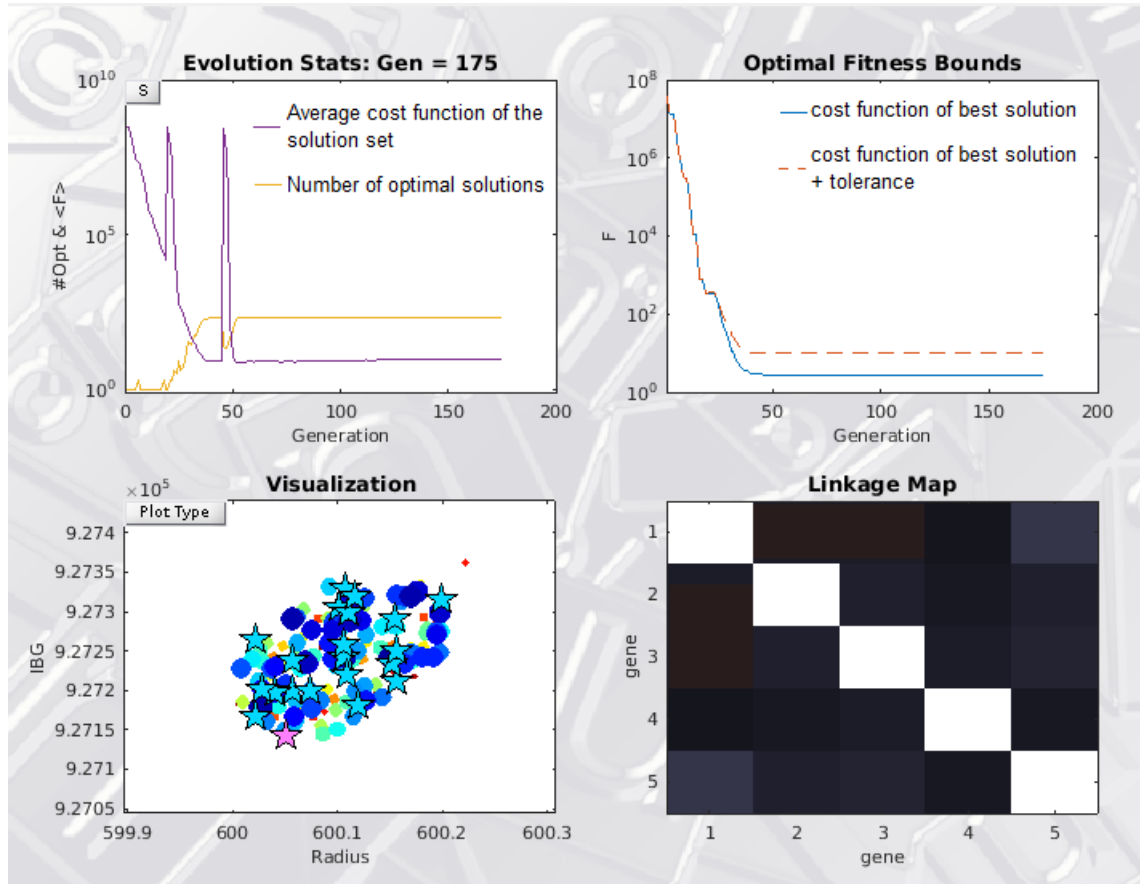 Evolution Stats: Gen = 175
10^10
S
Average cost function of the
solution set
Number of optimal solutions
#Opt & <F>
10^5
10^0
0 50 100 150 200
Generation
Optimal Fitness Bounds
10^8
cost function of best solution
cost function of best solution
+ tolerance
10^6
F
10^4
10^2
10^0
50 100 150 200
Generation
×10^5
Visualization
Plot Type
9.274
9.2735
9.273
IBG
9.2725
9.272
9.2715
9.271
9.2705
599.9 600 600.1 600.2 600.3
Radius
Linkage Map
1
2
gene
3
4
5
1 2 3 4 5
gene